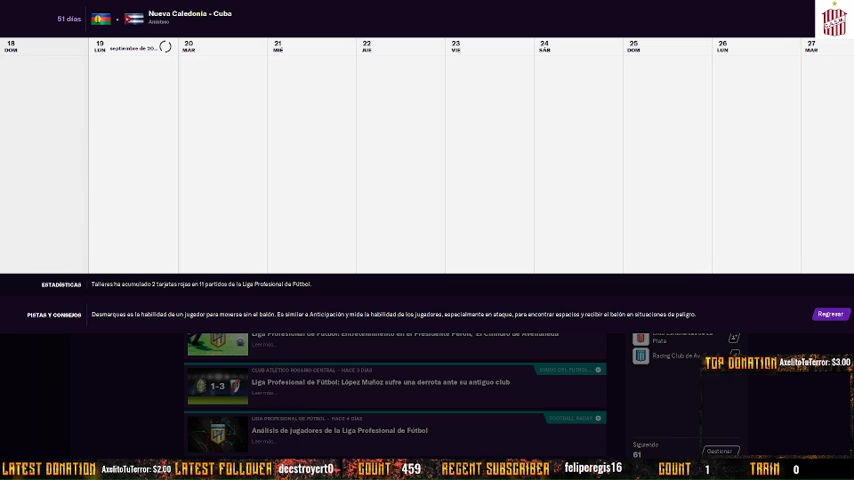 51 días
Nueva Caledonia - Cuba
Amistoso
18
DOM
19
LUN septiembre de 20...
20
MAR
21
MIÉ
22
JUE
23
VIE
24
SÁB
25
DOM
26
LUN
27
MAR
ESTADÍSTICAS Talleres ha acumulado 2 tarjetas rojas en 11 partidos de la Liga Profesional de Fútbol.
PISTAS Y CONSEJOS Desmarques es la habilidad de un jugador para moverse sin el balón. Es similar a Anticipación y mide la habilidad de los jugadores, especialmente en ataque, para encontrar espacios y recibir el balón en situaciones de peligro.
Regresar
Liga Profesional de Fútbol: Entretenimiento en el Presidente Perón, "El Cilindro de Avellaneda"
Leer más...
Plata
Racing Club de Av
CLUB ATLÉTICO ROSARIO CENTRAL - HACE 3 DÍAS
DIARIO DEL FUTBOL...
1-3
Liga Profesional de Fútbol: López Muñoz sufre una derrota ante su antiguo club
Leer más...
LIGA PROFESIONAL DE FÚTBOL - HACE 4 DÍAS
FOOTBALL RADAR
Análisis de jugadores de la Liga Profesional de Fútbol
Leer más...
Siguiendo
61
Gestionar
TOP DONATION AxelitoTuTerror: $3.00
LATEST DONATION AxelitoTuTerror: $2.00 LATEST FOLLOWER deestroyert0 COUNT 459 RECENT SUBSCRIBER feliperegis16 COUNT 1 TRAIN 0